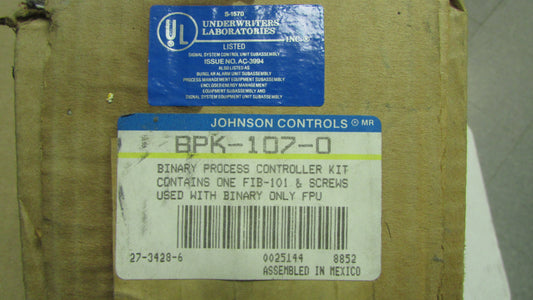 S-1570
UL
UNDERWRITERS
LABORATORIES
INC.®
LISTED
SIGNAL SYSTEM CONTROL UNIT SUBASSEMBLY
ISSUE NO. AC-3994
ALSO LISTED AS
BURGLAR ALARM UNIT SUBASSEMBLY
PROCESS MANAGEMENT EQUIPMENT SUBASSEMBLY
ENCLOSED ENERGY MANAGEMENT
EQUIPMENT SUBASSEMBLY AND
SIGNAL SYSTEM EQUIPMENT UNIT SUBASSEMBLY
JOHNSON CONTROLS ® MR
BPK-107-0
BINARY PROCESS CONTROLLER KIT
CONTAINS ONE FIB-101 & SCREWS
USED WITH BINARY ONLY FPU
27-3428-6 0025144 8852
ASSEMBLED IN MEXICO